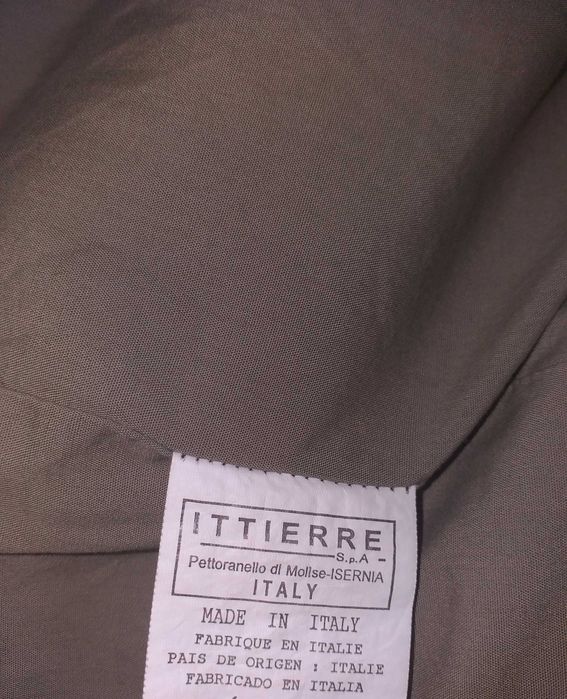 ITTIERRE
S.p.A -
Pettoranello di Molise-ISERNIA
ITALY
MADE IN ITALY
FABRIQUE EN ITALIE
PAIS DE ORIGEN : ITALIE
FABRICADO EN ITALIA